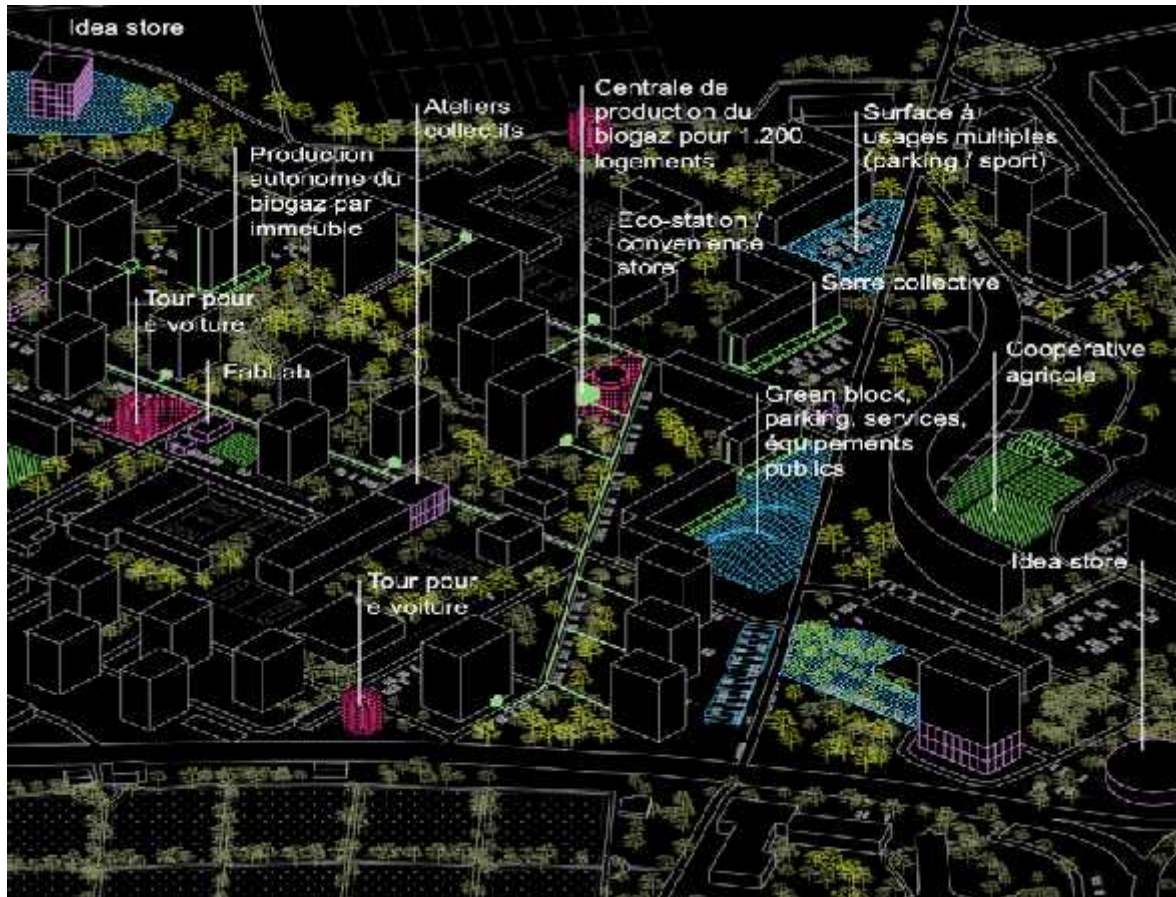 Idea store
Ateliers
collectifs
Centrale de
production du
biogaz pour 1.200
logements
Surface à
usages multiples
(parking / sport)
Production
autonome du
biogaz par
immeuble
Eco-station /
convenience
store
Serre collective
Tour pour
e-voiture
FabLab
Coopérative
agricole
Green block,
parking, services,
équipements
publics
Idea store
Tour pour
e-voiture